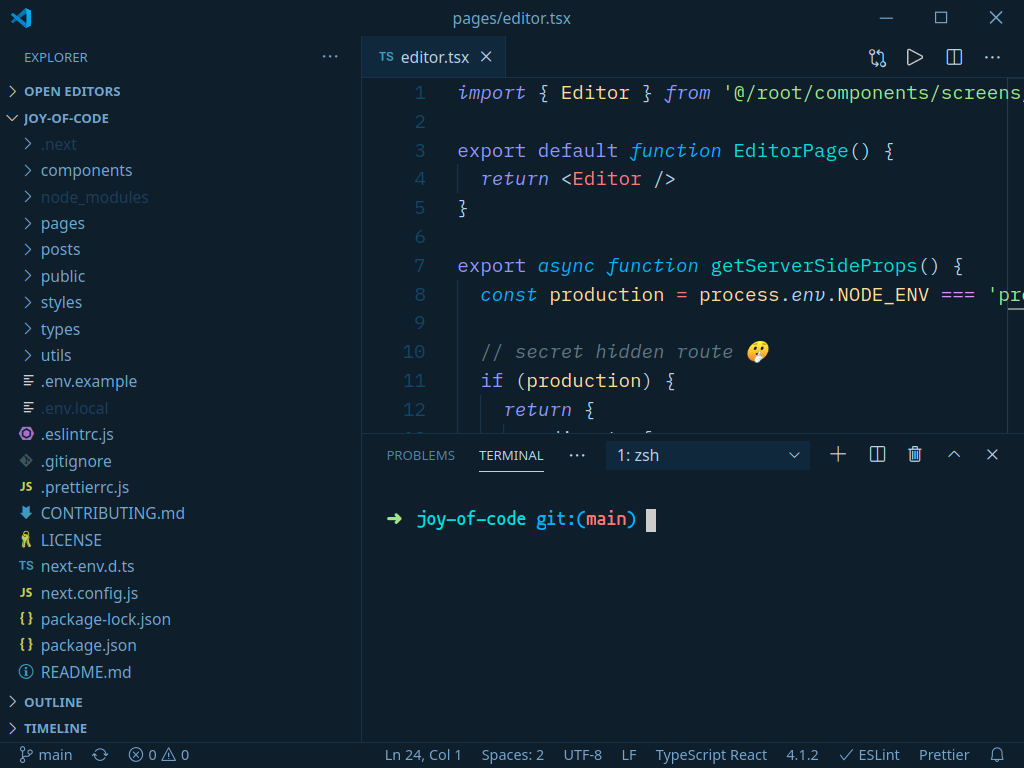 pages/editor.tsx
EXPLORER
OPEN EDITORS
JOY-OF-CODE
.next
components
node_modules
pages
posts
public
styles
types
utils
.env.example
.env.local
.eslintrc.js
.gitignore
JS .prettierrc.js
CONTRIBUTING.md
LICENSE
TS next-env.d.ts
JS next.config.js
{} package-lock.json
{} package.json
README.md
OUTLINE
TIMELINE
TS editor.tsx
1 import { Editor } from '@/root/components/screens
2
3 export default function EditorPage() {
4 return <Editor />
5 }
6
7 export async function getServerSideProps() {
8 const production = process.env.NODE_ENV === 'pro
9
10 // secret hidden route 🤫
11 if (production) {
12 return {
PROBLEMS TERMINAL 1: zsh
➜ joy-of-code git:(main)
main 0 0 Ln 24, Col 1 Spaces: 2 UTF-8 LF TypeScript React 4.1.2 ESLint Prettier